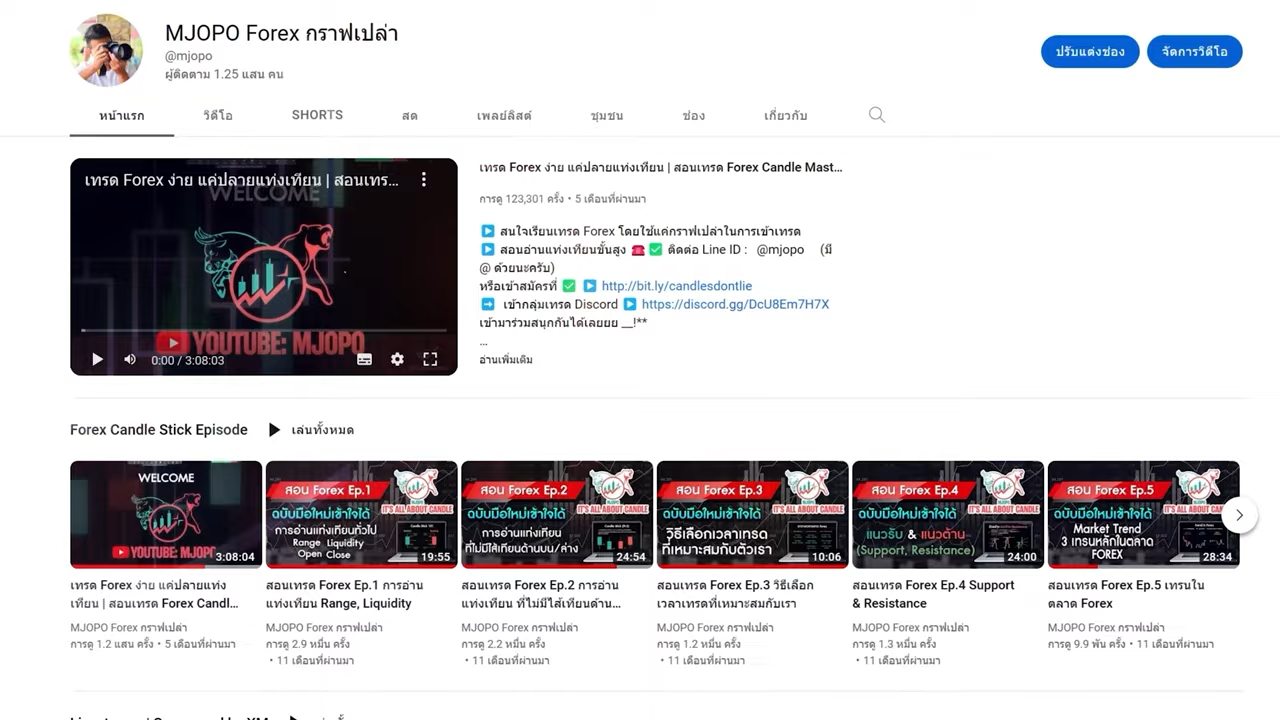 MJOPO Forex กราฟเปล่า
@mjopo
ผู้ติดตาม 1.25 แสน คน
ปรับแต่งช่อง
จัดการวิดีโอ
หน้าแรก
วิดีโอ
SHORTS
สด
เพลย์ลิสต์
ชุมชน
ช่อง
เกี่ยวกับ
เทรด Forex ง่าย แค่ปลายแท่งเทียน | สอนเทร...
WELCOME
YOUTUBE: MJOPO
0:00 / 3:08:03
เทรด Forex ง่าย แค่ปลายแท่งเทียน | สอนเทรด Forex Candle Mast...
การดู 123,301 ครั้ง • 5 เดือนที่ผ่านมา
สนใจเรียนเทรด Forex โดยใช้แค่กราฟเปล่าในการเข้าเทรด
สอนอ่านแท่งเทียนขั้นสูง ☎️ ✅ ติดต่อ Line ID : @mjopo (มี
@ ด้วยนะครับ)
หรือเข้าสมัครที่ ✅ ▶️ http://bit.ly/candlesdontlie
➡️ เข้ากลุ่มเทรด Discord ▶️ https://discord.gg/DcU8Em7H7X
เข้ามาร่วมสนุกกันได้เลยยย __!**
...
อ่านเพิ่มเติม
Forex Candle Stick Episode
เล่นทั้งหมด
WELCOME
YOUTUBE: MJOPO
3:08:04
เทรด Forex ง่าย แค่ปลายแท่ง
เทียน | สอนเทรด Forex Candl...
MJOPO Forex กราฟเปล่า
การดู 1.2 แสน ครั้ง • 5 เดือนที่ผ่านมา
สอน Forex Ep.1
IT'S ALL ABOUT CANDLE
ฉบับมือใหม่เข้าใจได้
การอ่านแท่งเทียนทั่วไป
Range Liquidity
Open Close
19:55
สอนเทรด Forex Ep.1 การอ่าน
แท่งเทียน Range, Liquidity
MJOPO Forex กราฟเปล่า
การดู 2.9 หมื่น ครั้ง
• 11 เดือนที่ผ่านมา
สอน Forex Ep.2
IT'S ALL ABOUT CANDLE
ฉบับมือใหม่เข้าใจได้
การอ่านแท่งเทียน
ที่ไม่มีไส้เทียนด้านบน/ล่าง
24:54
สอนเทรด Forex Ep.2 การอ่าน
แท่งเทียน ที่ไม่มีไส้เทียนด้าน...
MJOPO Forex กราฟเปล่า
การดู 2.2 หมื่น ครั้ง
• 11 เดือนที่ผ่านมา
สอน Forex Ep.3
IT'S ALL ABOUT CANDLE
ฉบับมือใหม่เข้าใจได้
วิธีเลือกเวลาเทรด
ที่เหมาะสมกับตัวเรา
10:06
สอนเทรด Forex Ep.3 วิธีเลือก
เวลาเทรดที่เหมาะสมกับเรา
MJOPO Forex กราฟเปล่า
การดู 1.2 หมื่น ครั้ง
• 11 เดือนที่ผ่านมา
สอน Forex Ep.4
IT'S ALL ABOUT CANDLE
ฉบับมือใหม่เข้าใจได้
แนวรับ & แนวต้าน
(Support, Resistance)
24:00
สอนเทรด Forex Ep.4 Support
& Resistance
MJOPO Forex กราฟเปล่า
การดู 1.3 หมื่น ครั้ง
• 11 เดือนที่ผ่านมา
สอน Forex Ep.5
IT'S ALL ABOUT CANDLE
ฉบับมือใหม่เข้าใจได้
Market Trend
3 เทรนหลักในตลาด
FOREX
28:34
สอนเทรด Forex Ep.5 เทรนใน
ตลาด Forex
MJOPO Forex กราฟเปล่า
การดู 9.9 พัน ครั้ง • 11 เดือนที่ผ่านมา